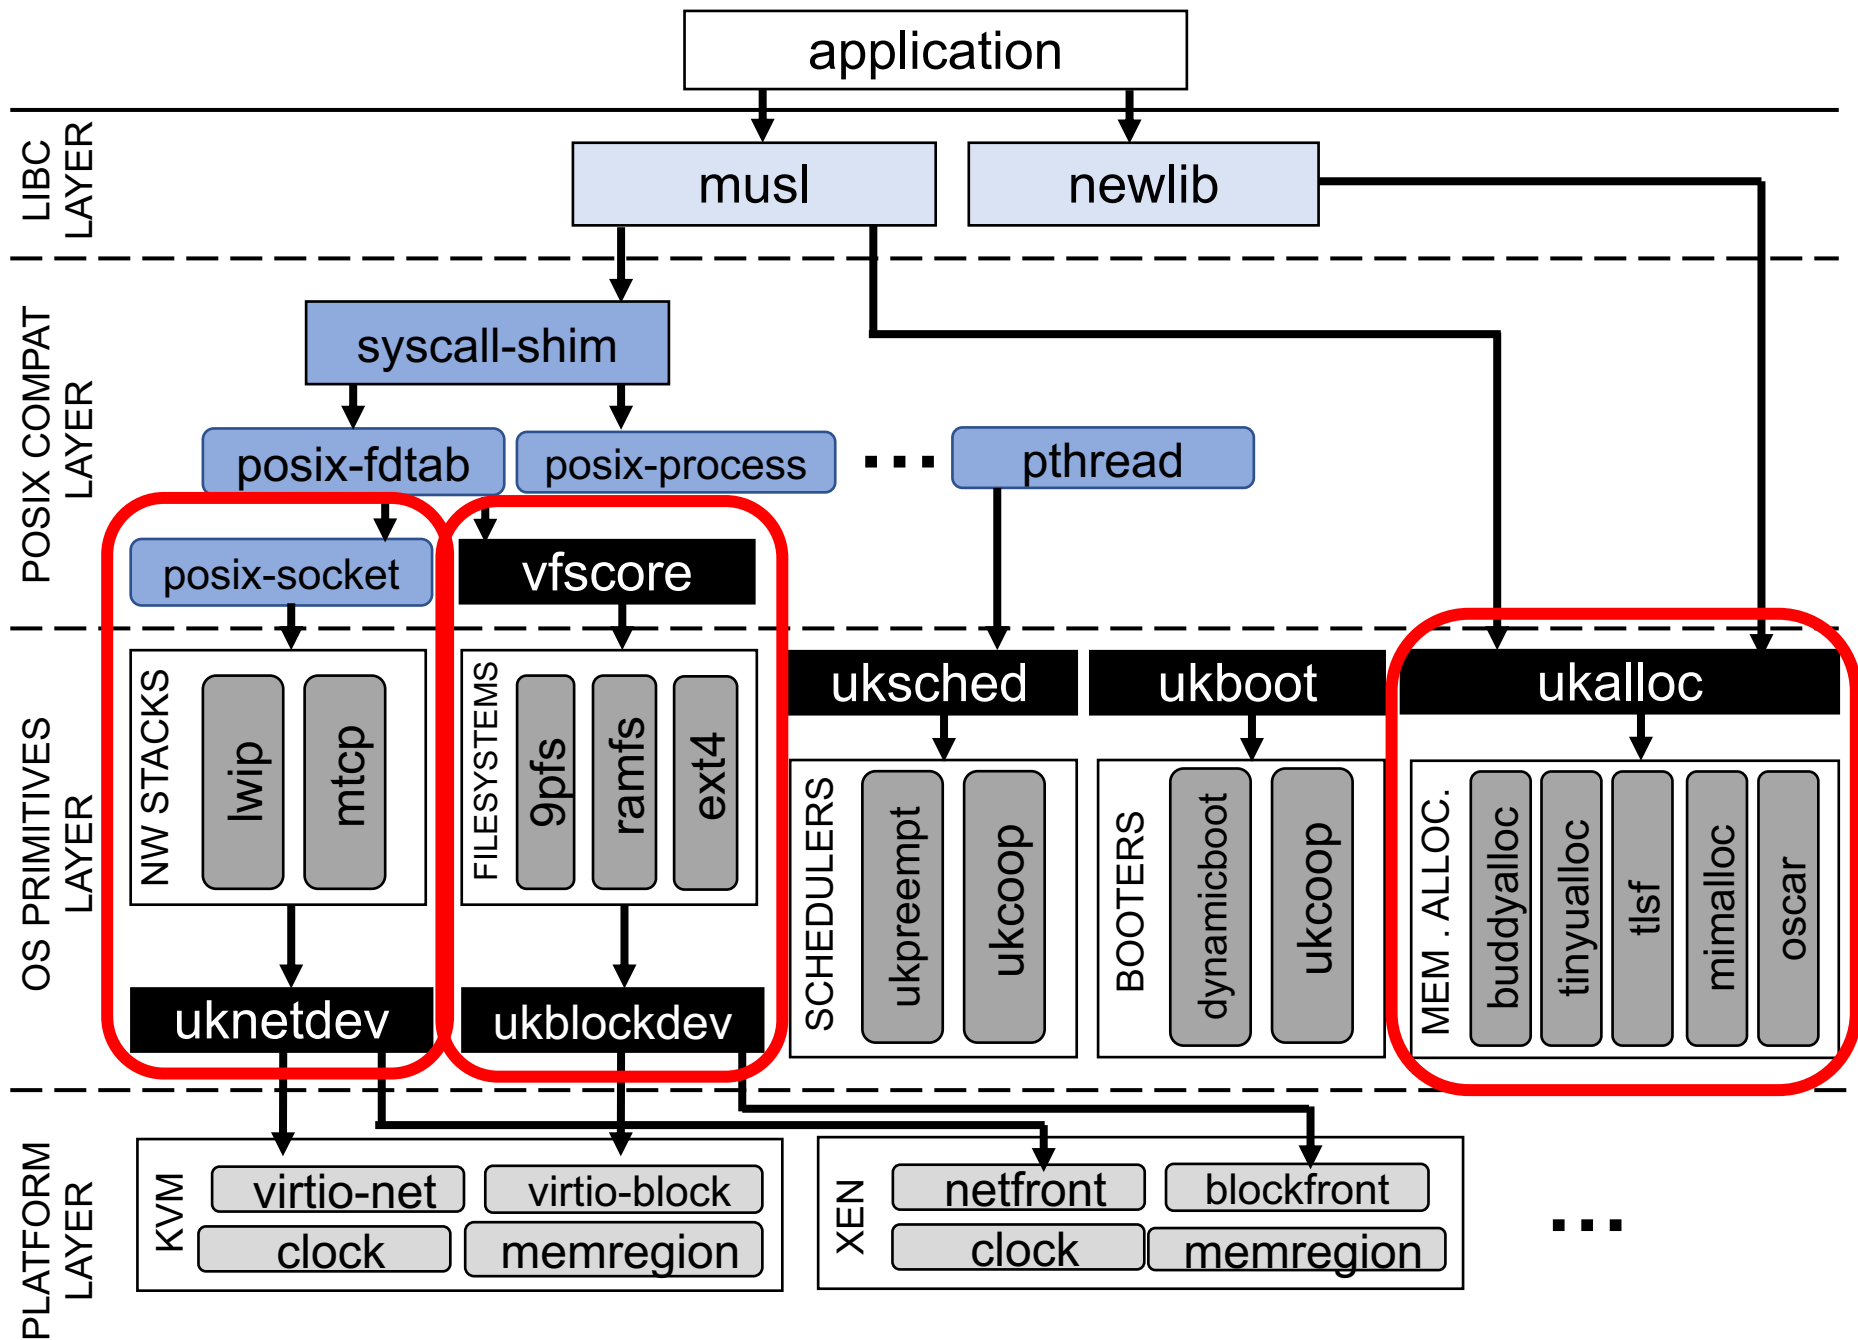 application
LIBC
LAYER
musl
newlib
POSIX COMPAT
LAYER
syscall-shim
posix-fdtab
posix-process
...
pthread
posix-socket
vfscore
OS PRIMITIVES
LAYER
NW STACKS
lwip
mtcp
FILESYSTEMS
9pfs
ramfs
ext4
uksched
ukboot
ukalloc
SCHEDULERS
ukpreempt
ukcoop
BOOTERS
dynamicboot
ukcoop
MEM . ALLOC.
buddyalloc
tinyualloc
tlsf
mimalloc
oscar
uknetdev
ukblockdev
PLATFORM
LAYER
KVM
virtio-net
virtio-block
clock
memregion
XEN
netfront
blockfront
clock
memregion
...